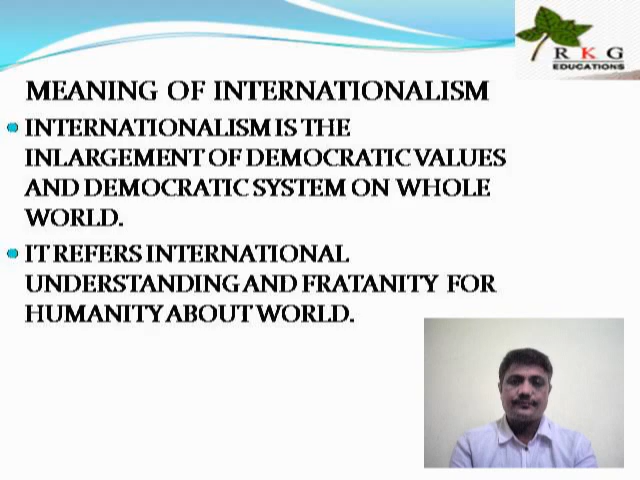 R K G
EDUCATIONS
MEANING OF INTERNATIONALISM
INTERNATIONALISM IS THE
INLARGEMENT OF DEMOCRATIC VALUES
AND DEMOCRATIC SYSTEM ON WHOLE
WORLD.
IT REFERS INTERNATIONAL
UNDERSTANDING AND FRATANITY FOR
HUMANITY ABOUT WORLD.